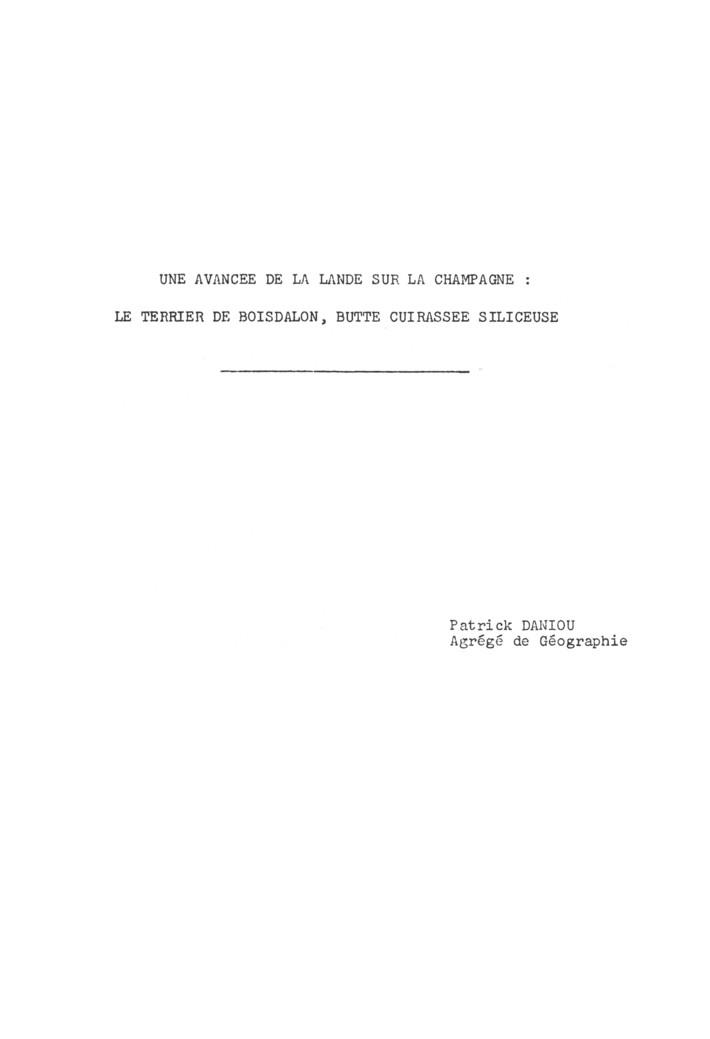 UNE AVANCEE DE LA LANDE SUR LA CHAMPAGNE :
LE TERRIER DE BOISDALON, BUTTE CUIRASSEE SILICEUSE
Patrick DANIOU
Agrégé de Géographie